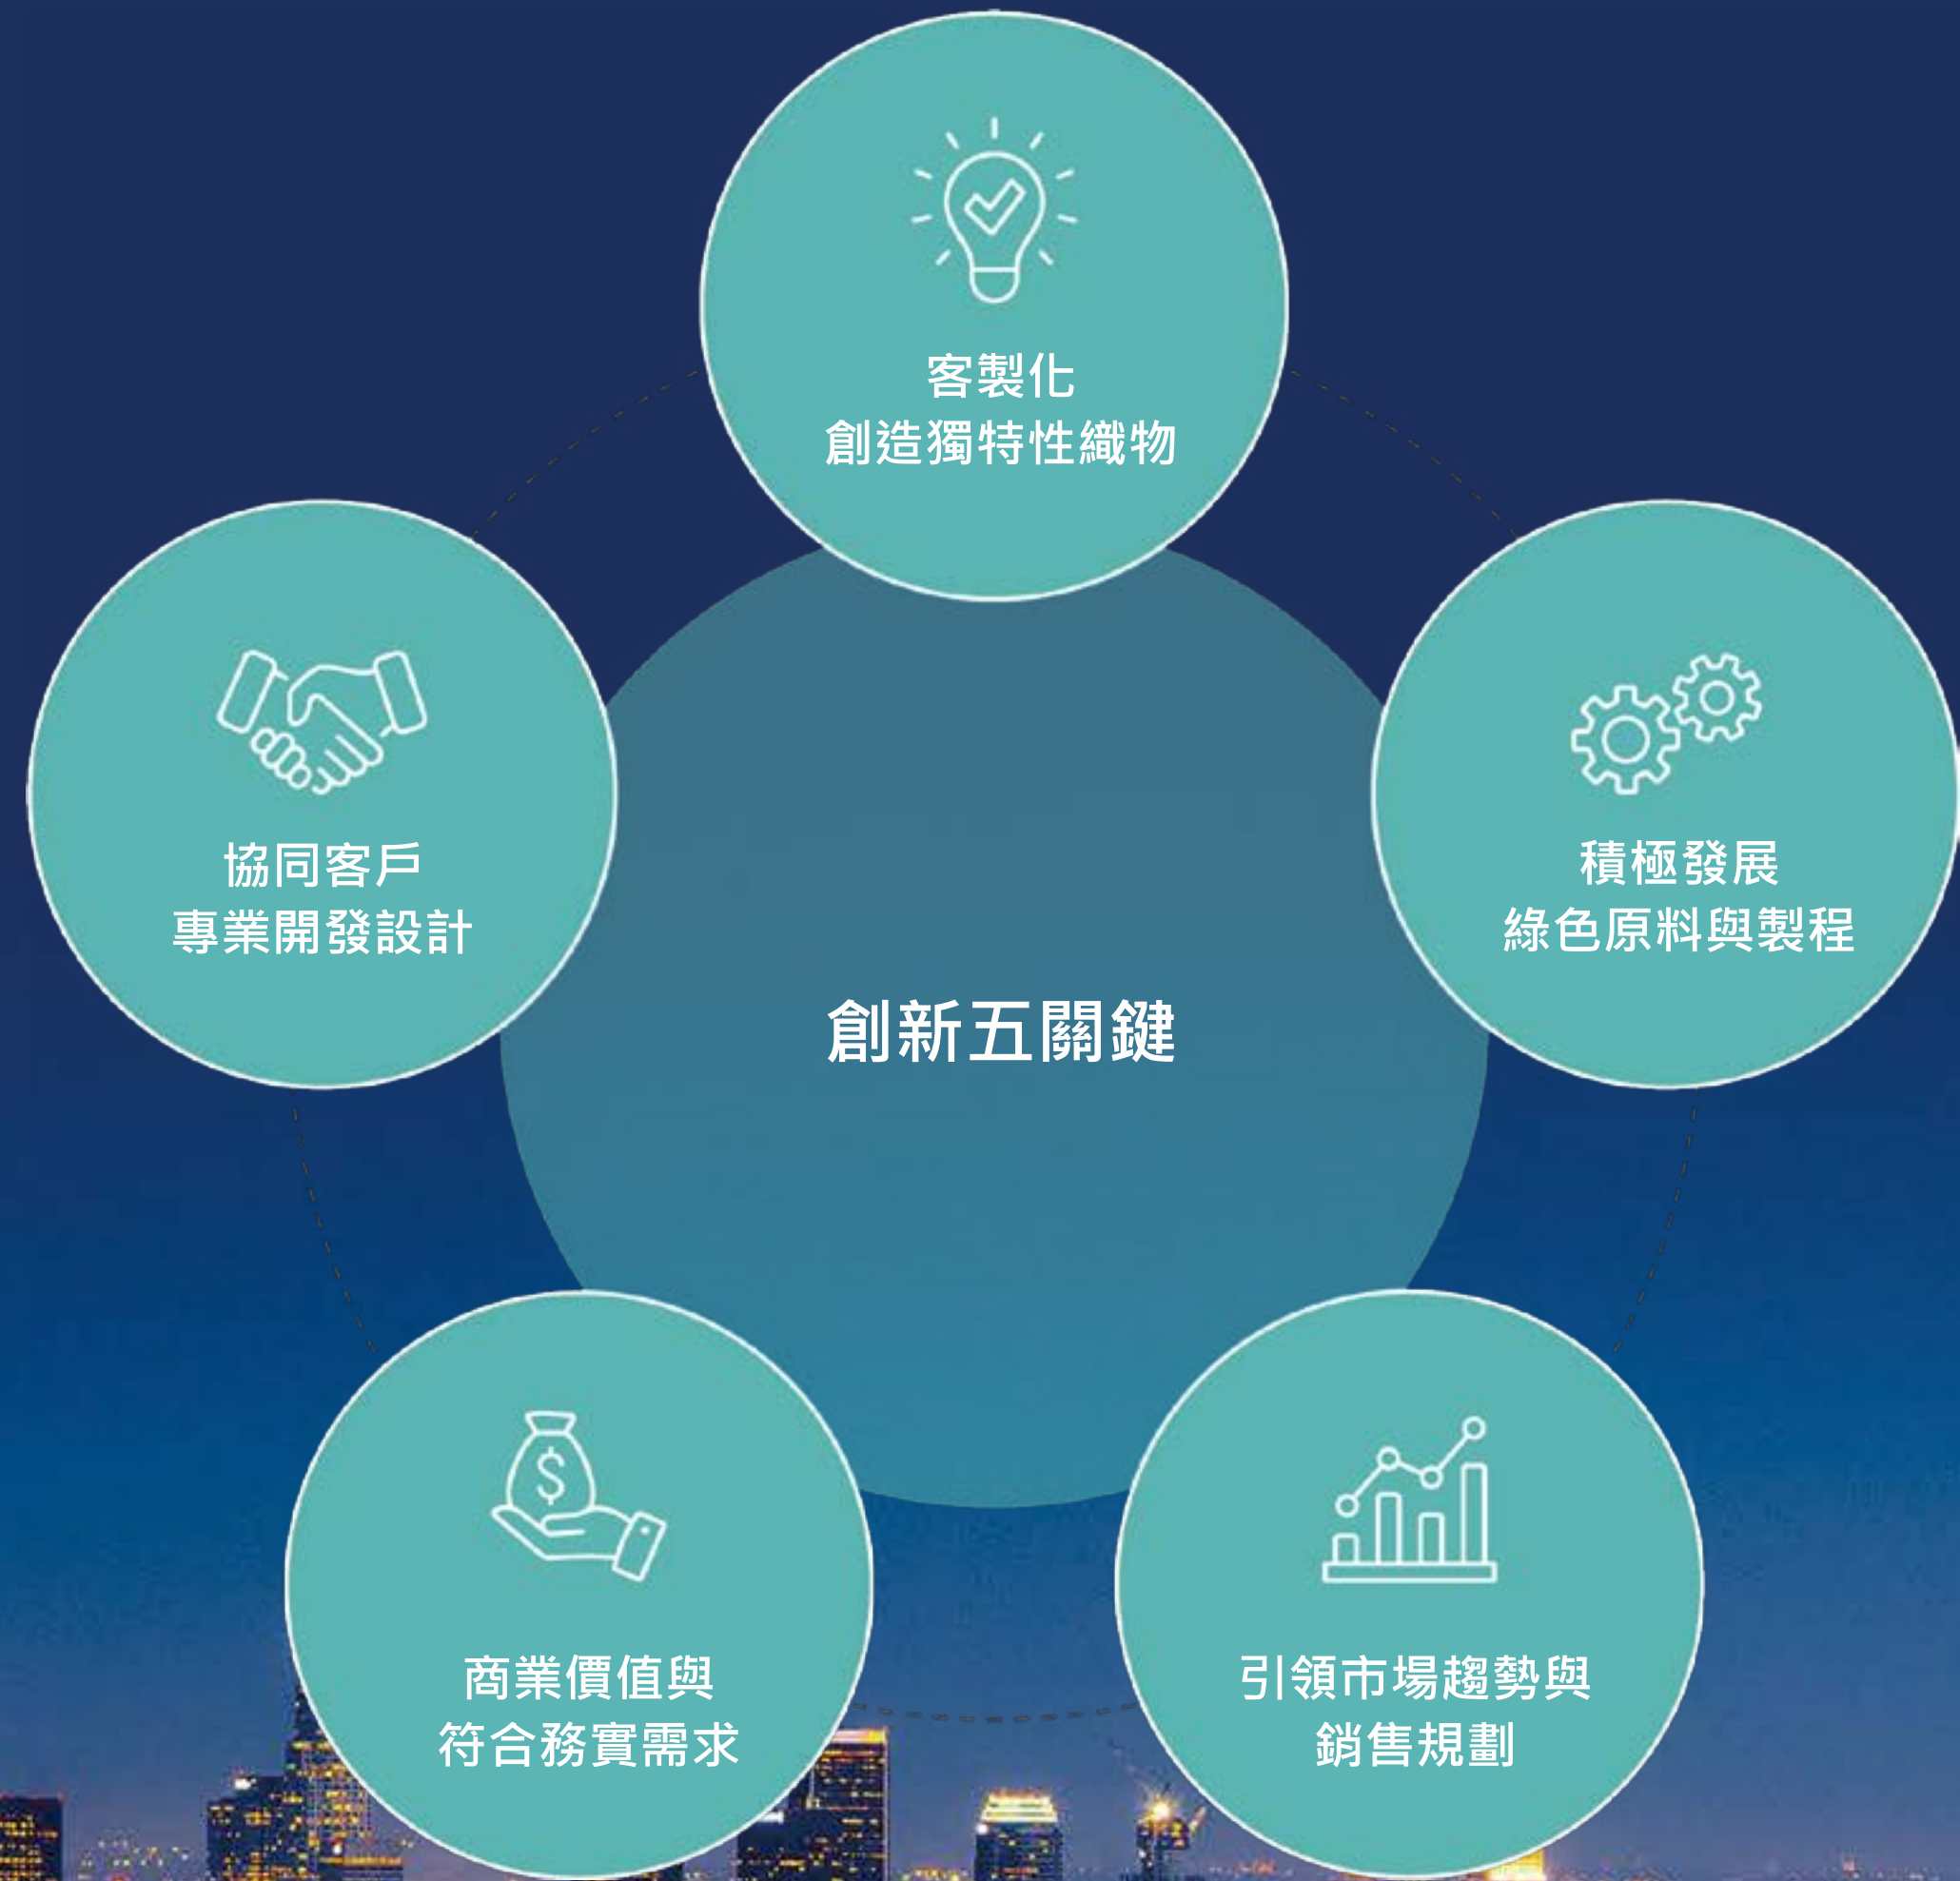 客製化
創造獨特性織物
協同客戶
專業開發設計
積極發展
綠色原料與製程
創新五關鍵
商業價值與
符合務實需求
引領市場趨勢與
銷售規劃
$